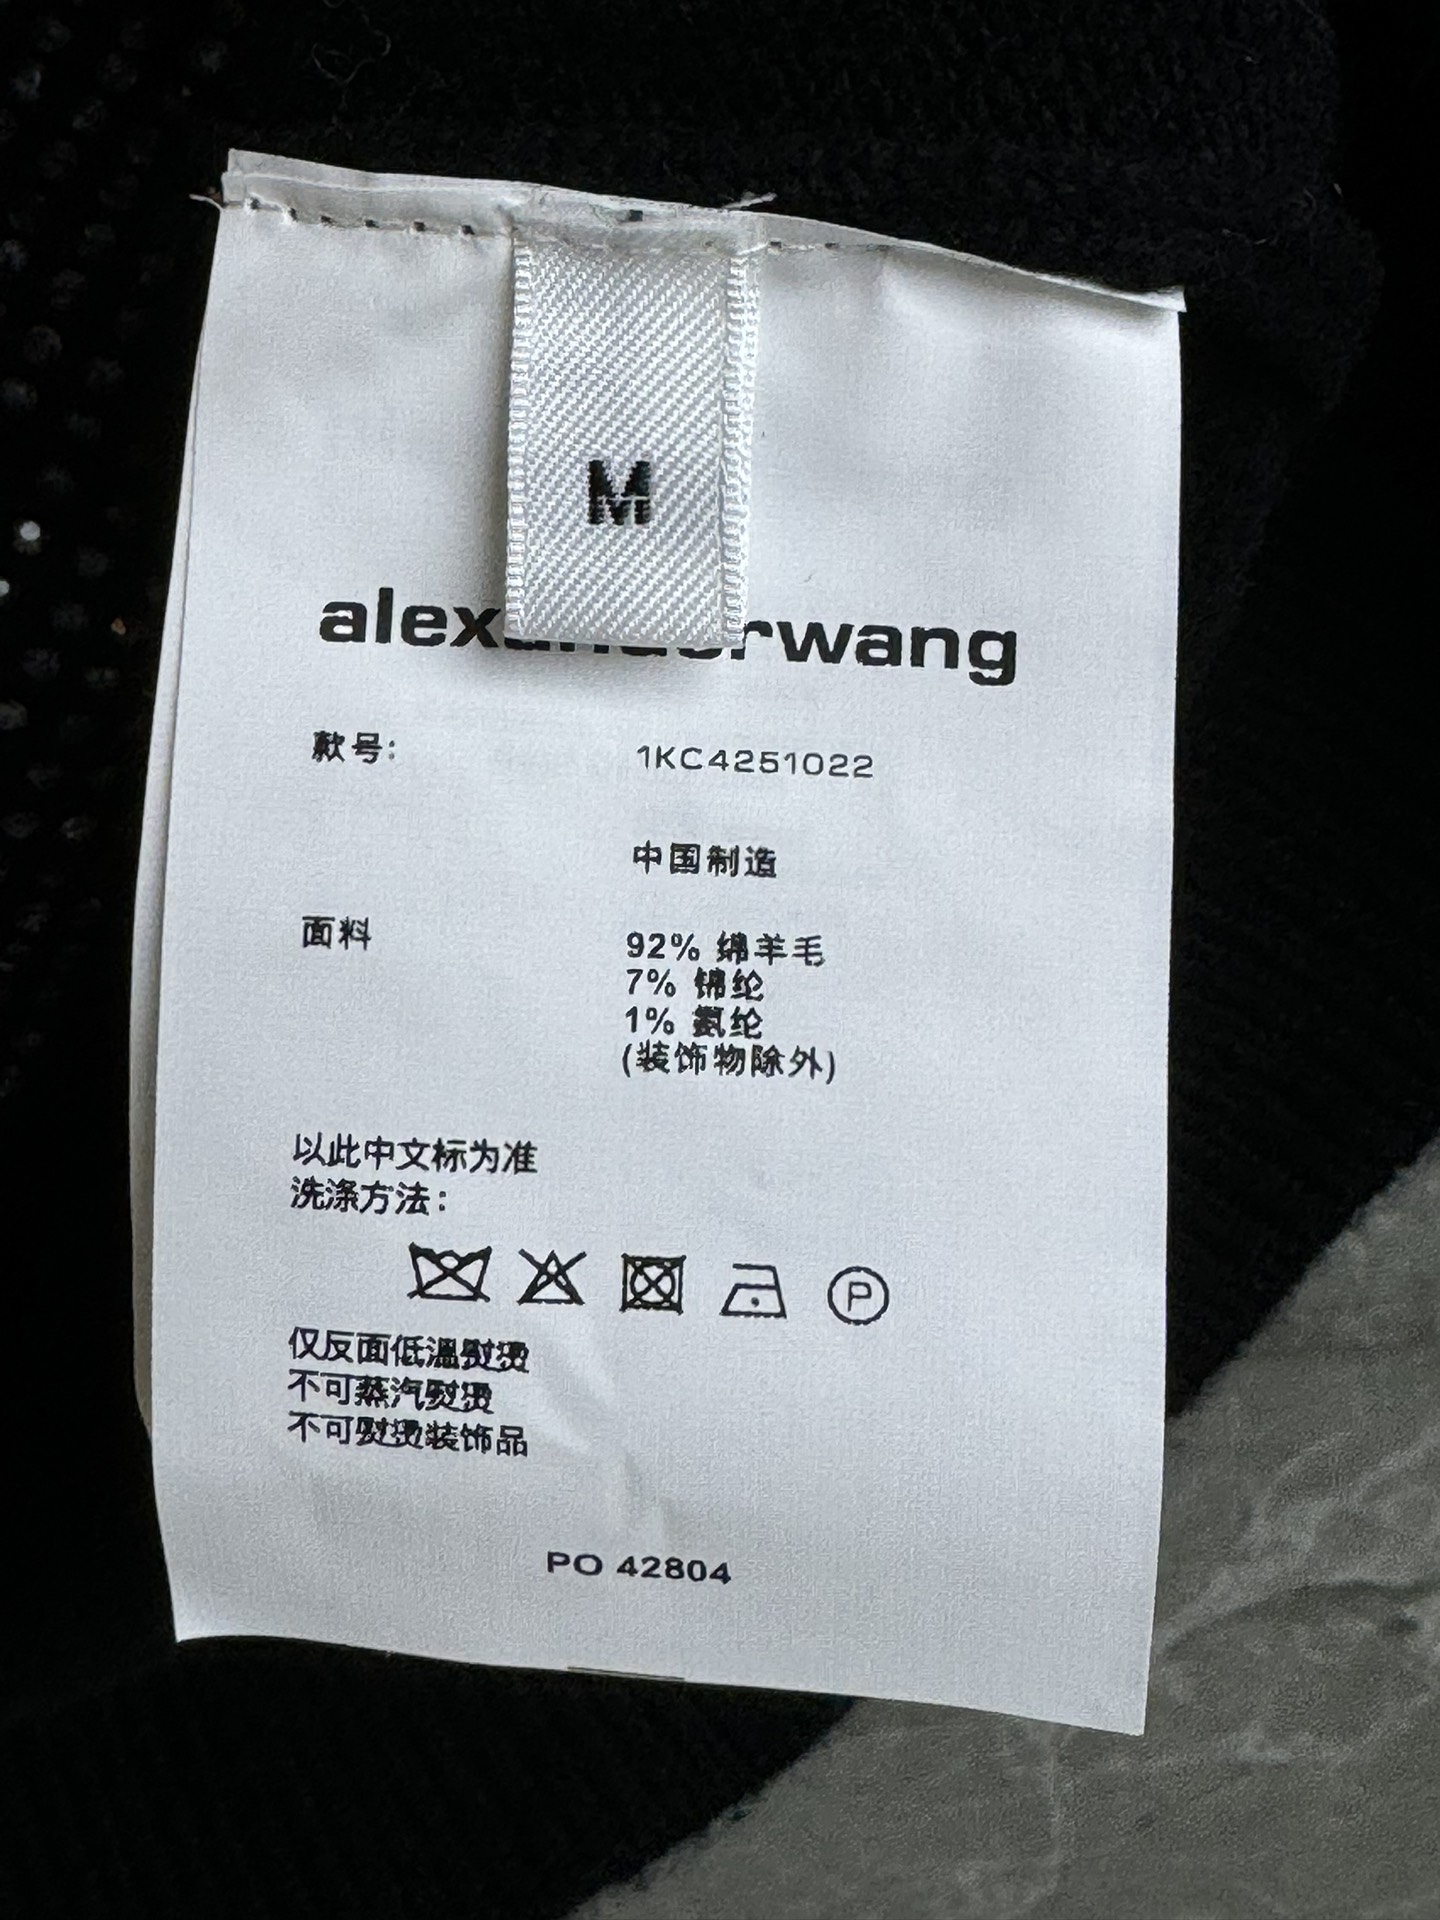 M
alexanderwang
款号: 1KC4251022
中国制造
面料 92% 绵羊毛
7% 锦纶
1% 氨纶
(装饰物除外)
以此中文标为准
洗涤方法:
P
仅反面低温熨烫
不可蒸汽熨烫
不可熨烫装饰品
PO 42804